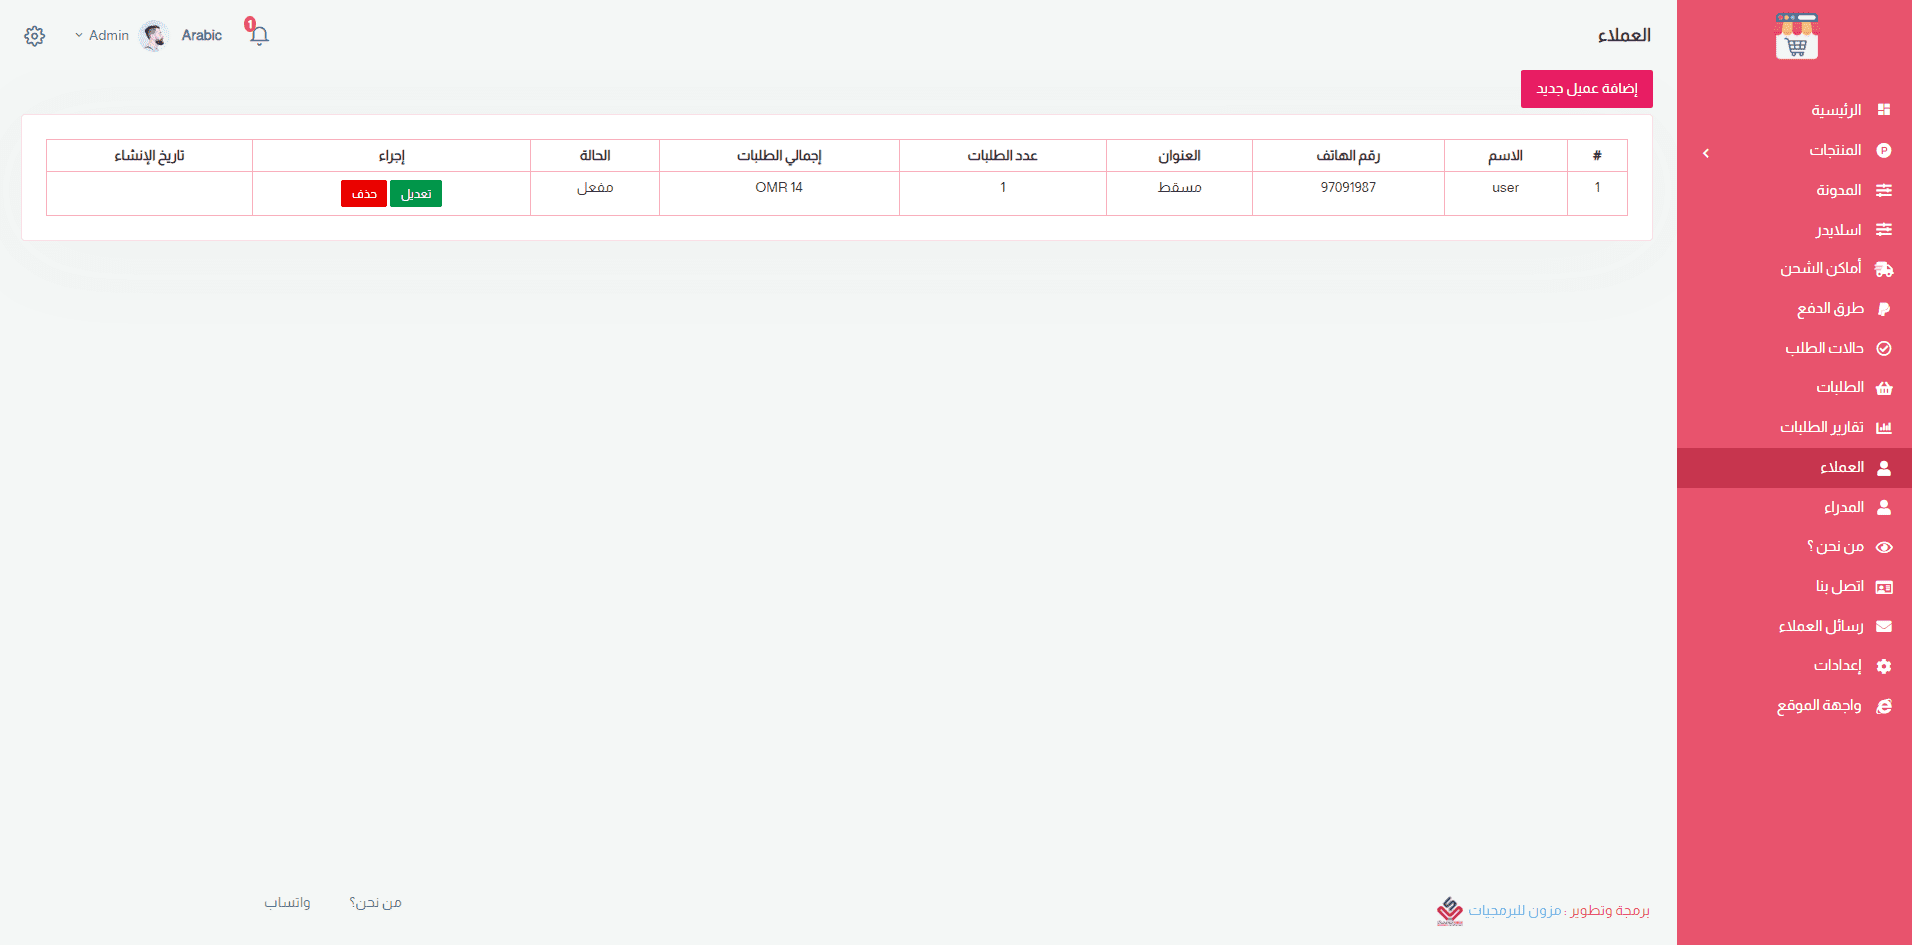 العملاء
1
Arabic
Admin
إضافة عميل جديد
# الاسم رقم الهاتف العنوان عدد الطلبات إجمالي الطلبات الحالة إجراء تاريخ الإنشاء
1 user 97091987 مسقط 1 OMR 14 مفعل تعديل حذف
الرئيسية
المنتجات
المدونة
اسلايدر
أماكن الشحن
طرق الدفع
حالات الطلب
الطلبات
تقارير الطلبات
العملاء
المدراء
من نحن ؟
اتصل بنا
رسائل العملاء
إعدادات
واجهة الموقع
برمجة وتطوير : مزون للبرمجيات
من نحن؟ واتساب